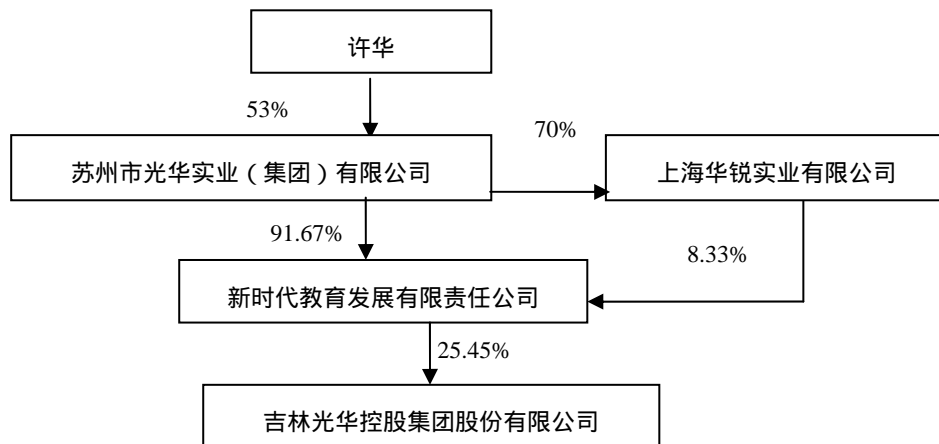 许华
53%
70%
苏州市光华实业（集团）有限公司
上海华锐实业有限公司
91.67%
8.33%
新时代教育发展有限责任公司
25.45%
吉林光华控股集团股份有限公司